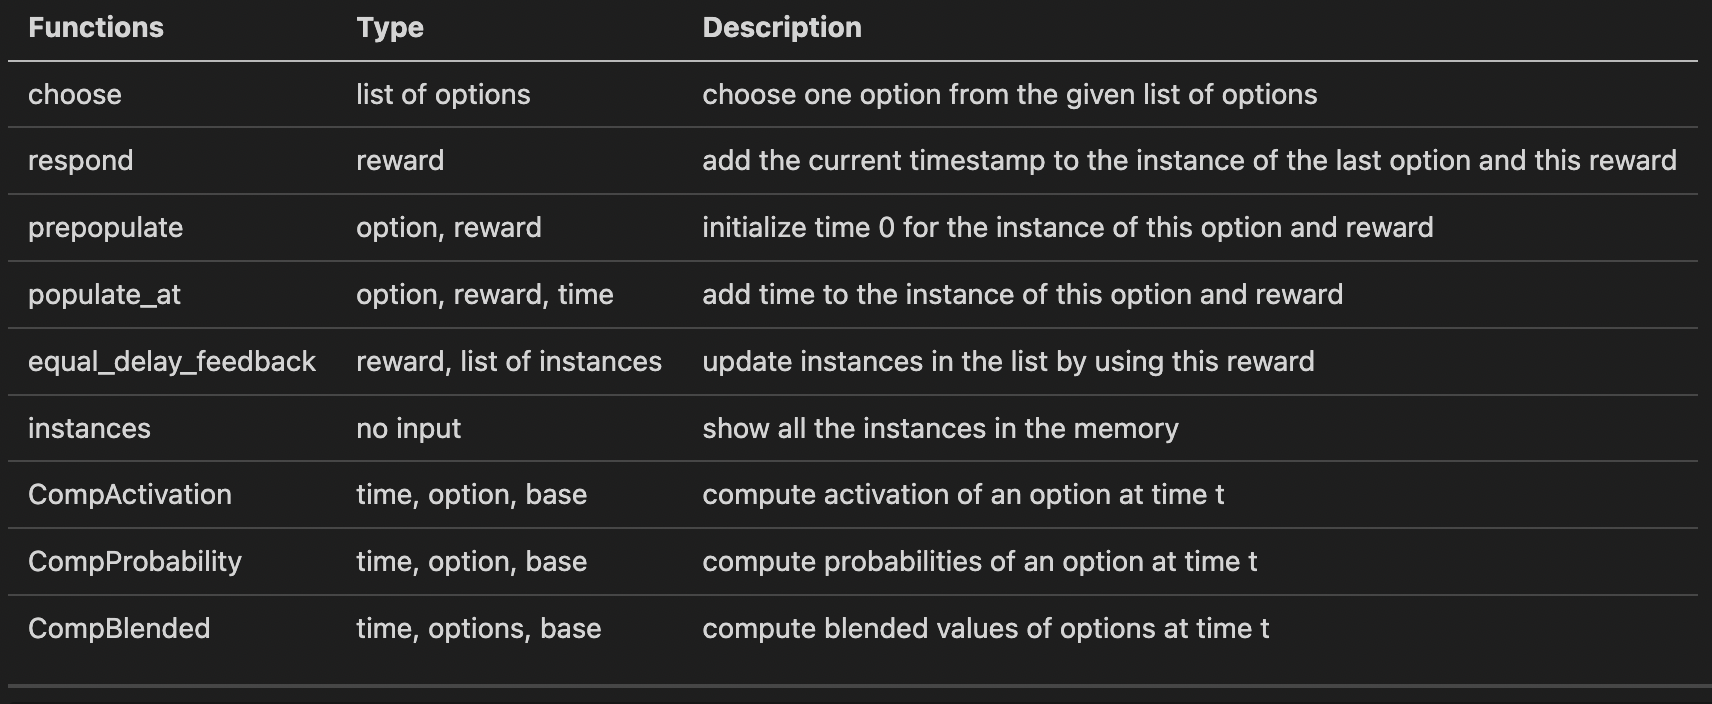 Functions Type Description
choose list of options choose one option from the given list of options
respond reward add the current timestamp to the instance of the last option and this reward
prepopulate option, reward initialize time 0 for the instance of this option and reward
populate_at option, reward, time add time to the instance of this option and reward
equal_delay_feedback reward, list of instances update instances in the list by using this reward
instances no input show all the instances in the memory
CompActivation time, option, base compute activation of an option at time t
CompProbability time, option, base compute probabilities of an option at time t
CompBlended time, options, base compute blended values of options at time t